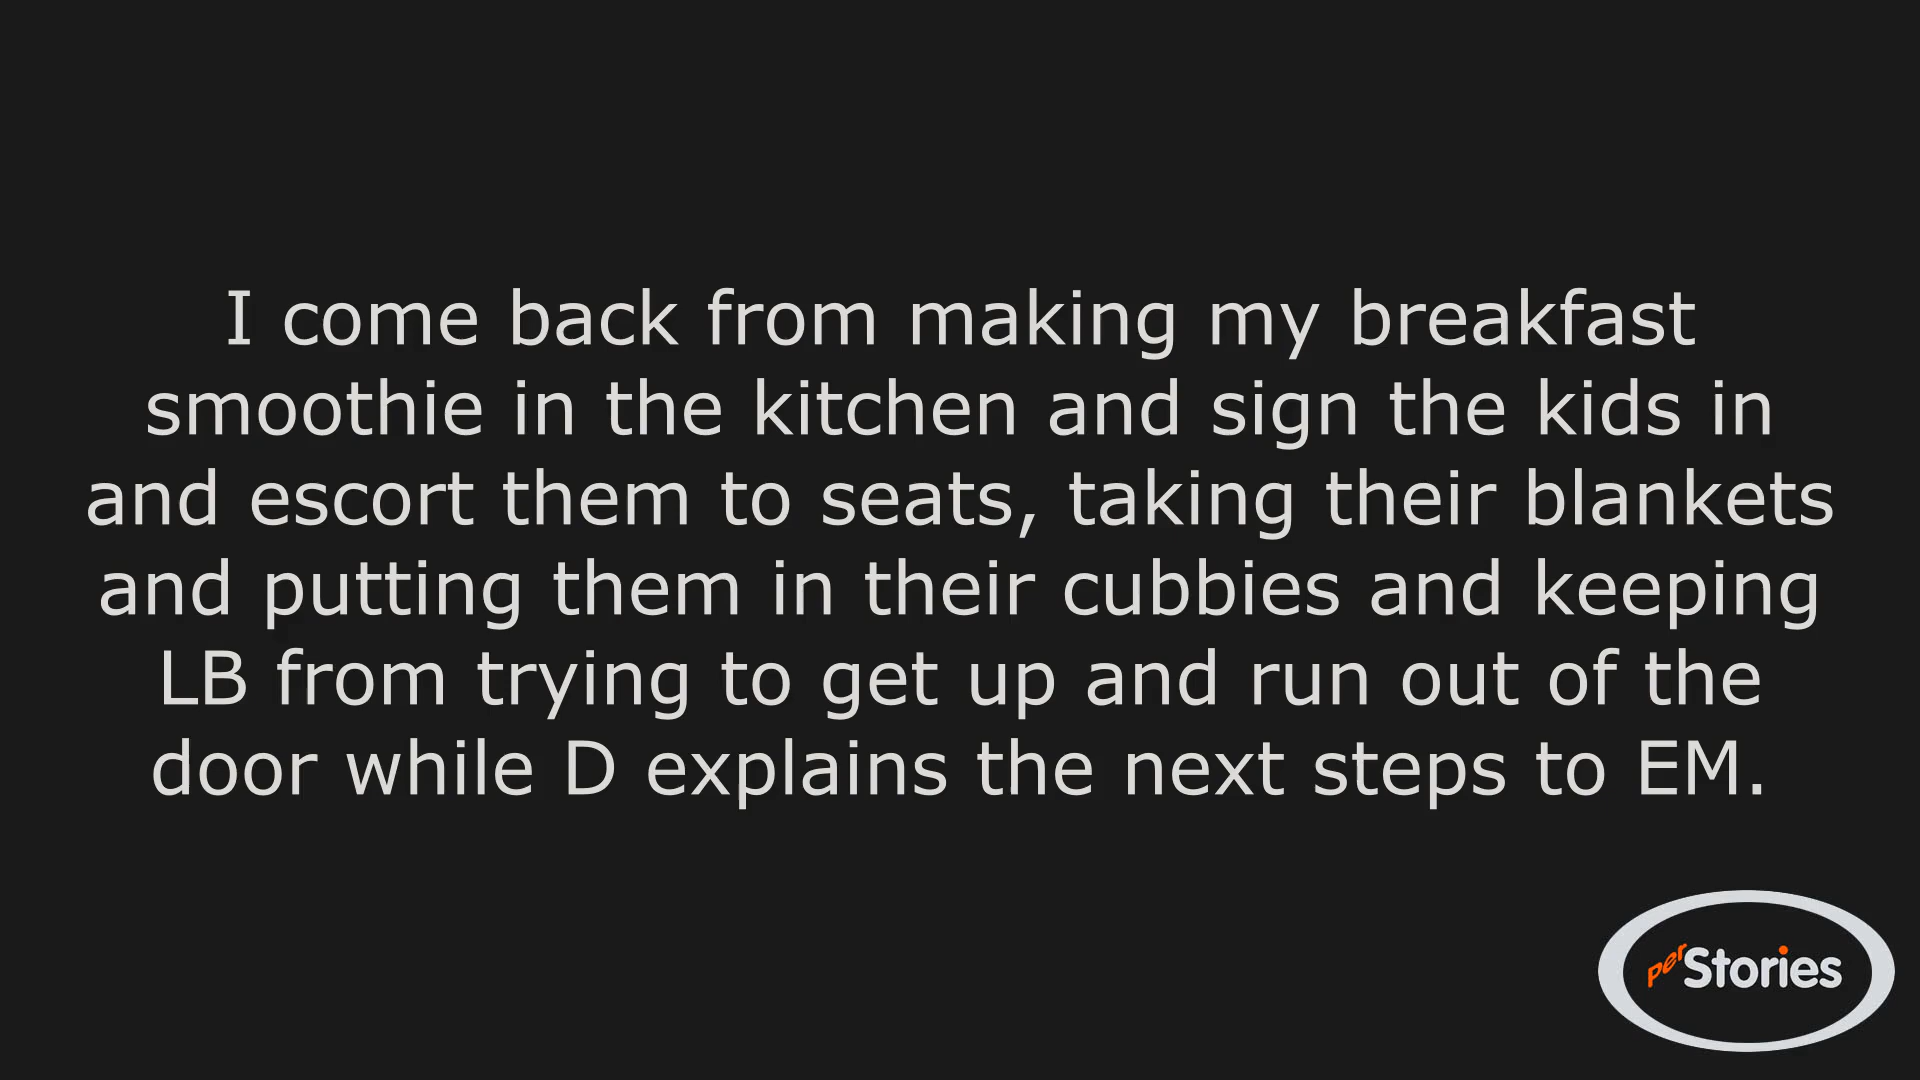 I come back from making my breakfast
smoothie in the kitchen and sign the kids in
and escort them to seats, taking their blankets
and putting them in their cubbies and keeping
LB from trying to get up and run out of the
door while D explains the next steps to EM.
perStories